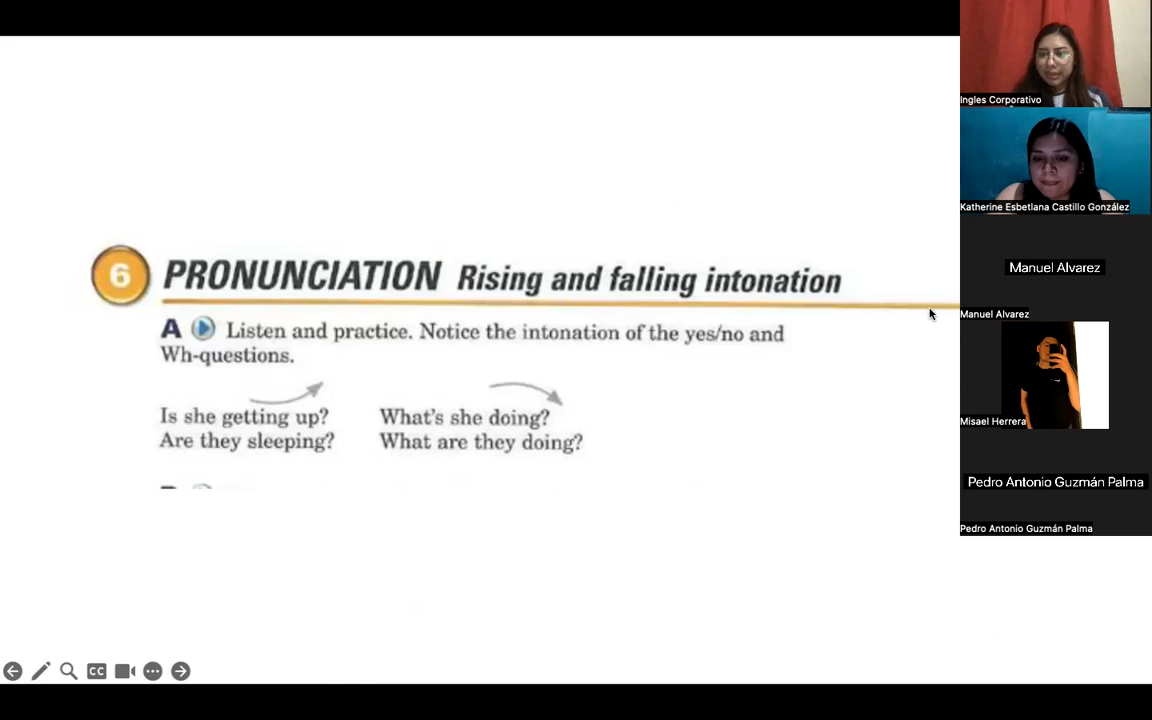 6 PRONUNCIATION Rising and falling intonation
A Listen and practice. Notice the intonation of the yes/no and
Wh-questions.
Is she getting up? What's she doing?
Are they sleeping? What are they doing?
CC
Ingles Corporativo
Katherine Esbetlana Castillo González
Manuel Alvarez
Manuel Alvarez
Misael Herrera
Pedro Antonio Guzmán Palma
Pedro Antonio Guzmán Palma